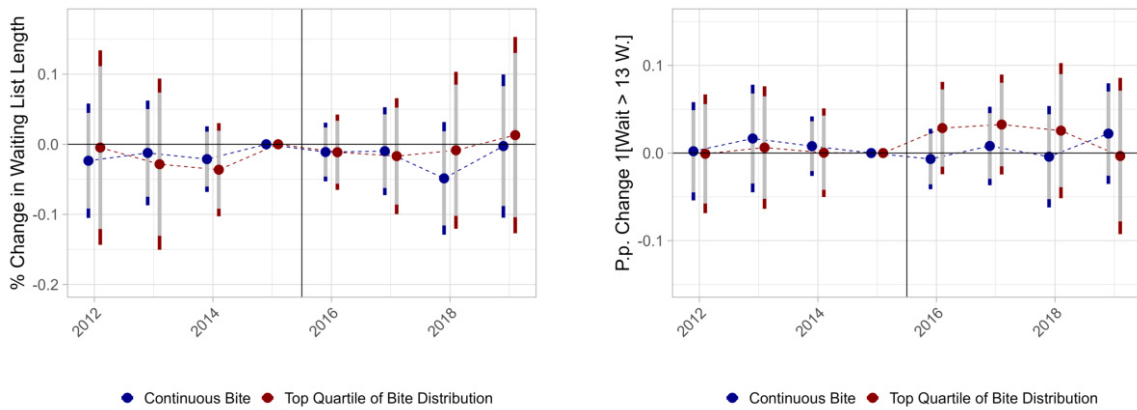 % Change in Waiting List Length
0.1
0.0
-0.1
-0.2
2012
2014
2016
2018
Continuous Bite
Top Quartile of Bite Distribution
P.p. Change 1[Wait > 13 W.]
0.1
0.0
-0.1
2012
2014
2016
2018
Continuous Bite
Top Quartile of Bite Distribution